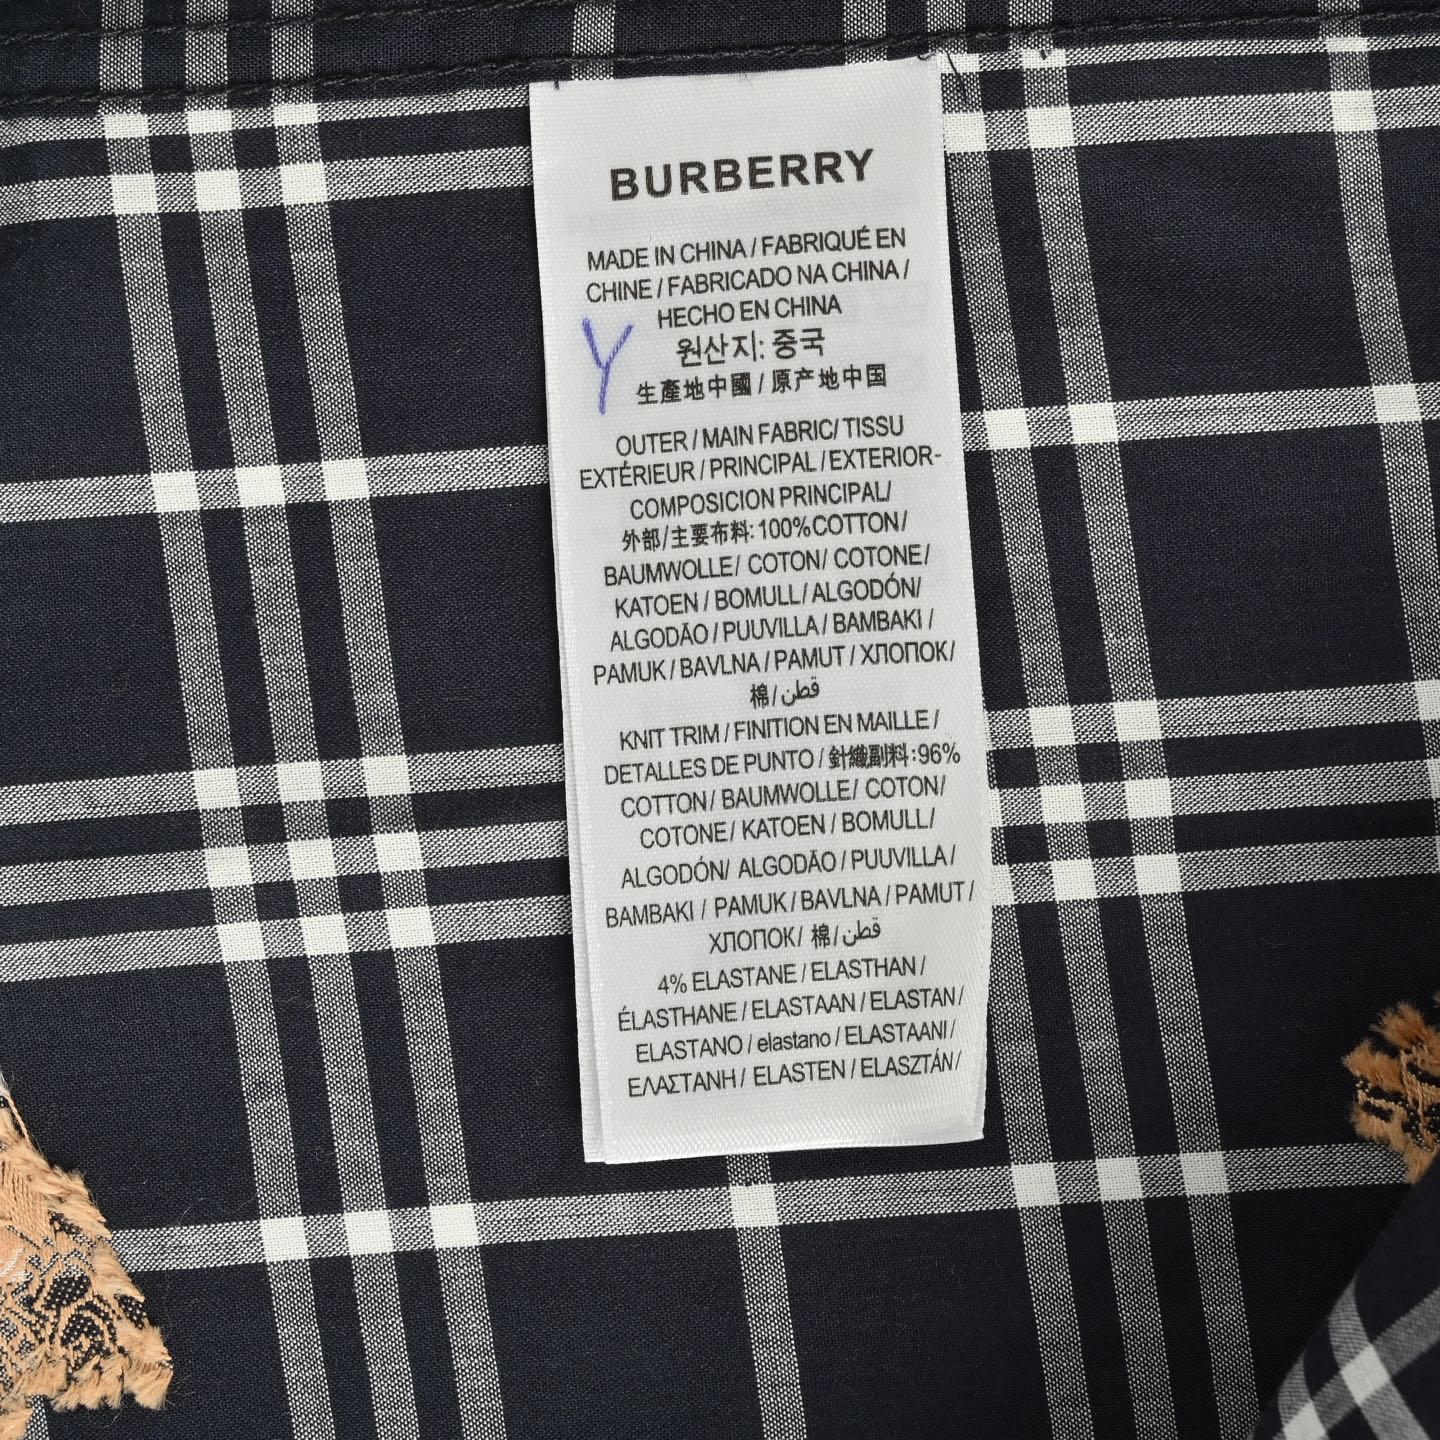 BURBERRY
MADE IN CHINA / FABRIQUÉ EN
CHINE / FABRICADO NA CHINA /
HECHO EN CHINA
Y
원산지: 중국
生產地中國 / 原产地中国
OUTER / MAIN FABRIC/ TISSU
EXTÉRIEUR / PRINCIPAL / EXTERIOR-
COMPOSICION PRINCIPAL/
外部/主要布料: 100%COTTON /
BAUMWOLLE/ COTON/ COTONE/
KATOEN / BOMULL/ ALGODÓN/
ALGODÃO / PUUVILLA / BAMBAKI /
PAMUK / BAVLNA / PAMUT / ХЛОПОК/
棉/قطن
KNIT TRIM / FINITION EN MAILLE /
DETALLES DE PUNTO / 針織副料:96%
COTTON/ BAUMWOLLE/ COTON/
COTONE/ KATOEN / BOMULL/
ALGODÓN/ ALGODÃO / PUUVILLA /
BAMBAKI / PAMUK / BAVLNA / PAMUT /
ХЛОПОК/ 棉/قطن
4% ELASTANE / ELASTHAN /
ÉLASTHANE / ELASTAAN / ELASTAN /
ELASTANO / elastano / ELASTAANI /
ΕΛΑΣΤΑΝΗ / ELASTEN / ELASZTÁN /